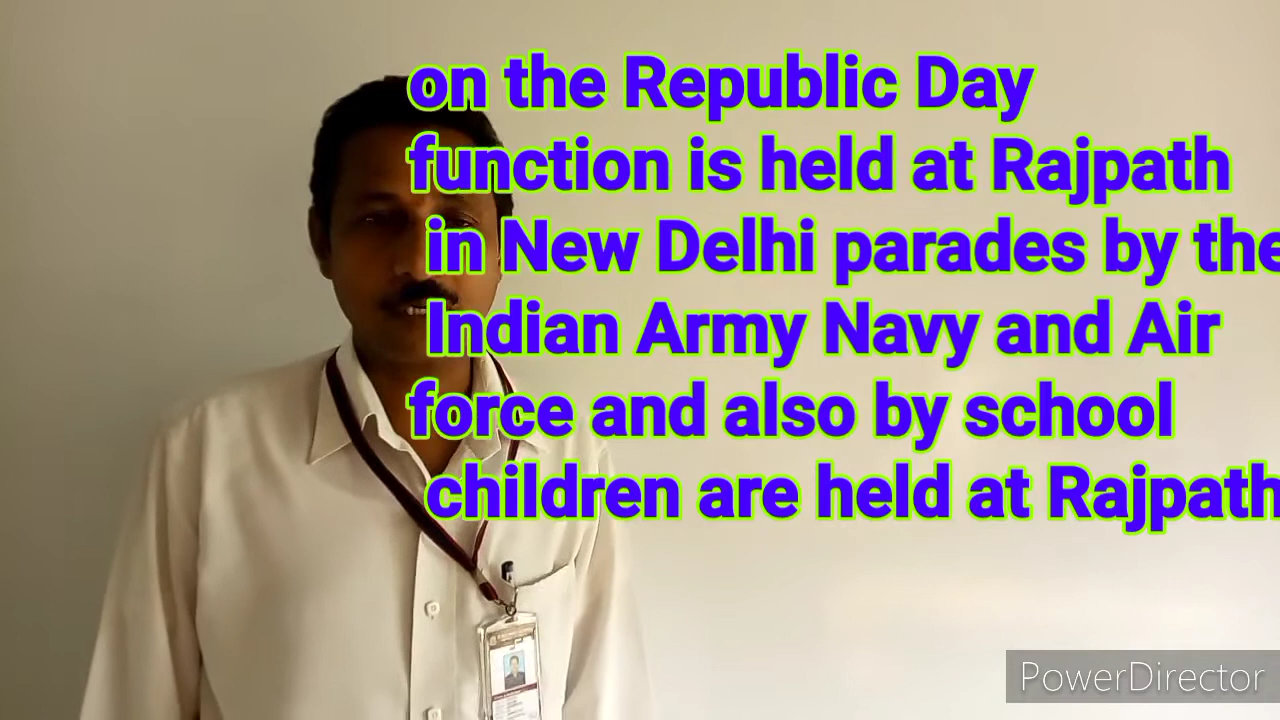 on the Republic Day
function is held at Rajpath
in New Delhi parades by the
Indian Army Navy and Air
force and also by school
children are held at Rajpath
PowerDirector